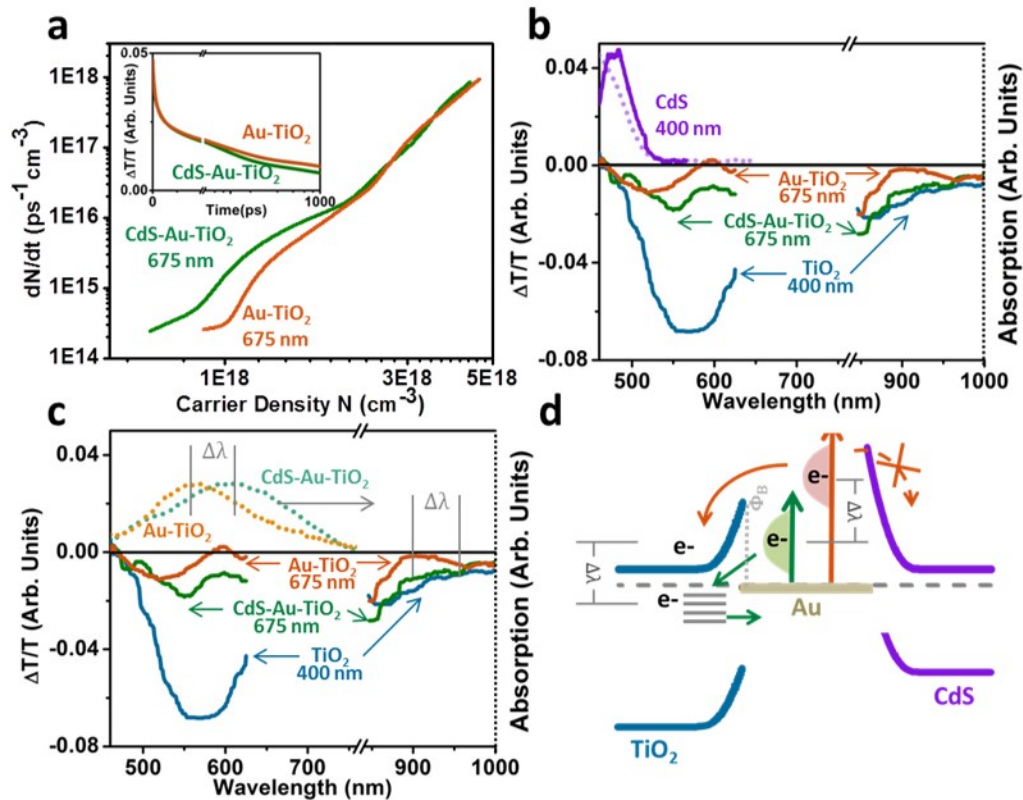 a
1E18
1E17
1E16
1E15
1E14
dN/dt (ps⁻¹ cm⁻³)
0.05
0.00
ΔT/T (Arb. Units)
Au-TiO₂
CdS-Au-TiO₂
0
1000
Time(ps)
CdS-Au-TiO₂
675 nm
Au-TiO₂
675 nm
1E18
3E18
5E18
Carrier Density N (cm⁻³)
b
0.04
0.00
-0.04
-0.08
ΔT/T (Arb. Units)
CdS
400 nm
Au-TiO₂
675 nm
CdS-Au-TiO₂
675 nm
TiO₂
400 nm
500
600
700
900
1000
Wavelength (nm)
Absorption (Arb. Units)
c
0.04
0.00
-0.04
-0.08
ΔT/T (Arb. Units)
Δλ
CdS-Au-TiO₂
Δλ
Au-TiO₂
Au-TiO₂
675 nm
CdS-Au-TiO₂
675 nm
TiO₂
400 nm
500
600
700
900
1000
Wavelength (nm)
Absorption (Arb. Units)
d
e-
Φ_B
Δλ
e-
e-
Δλ
e-
Au
CdS
TiO₂